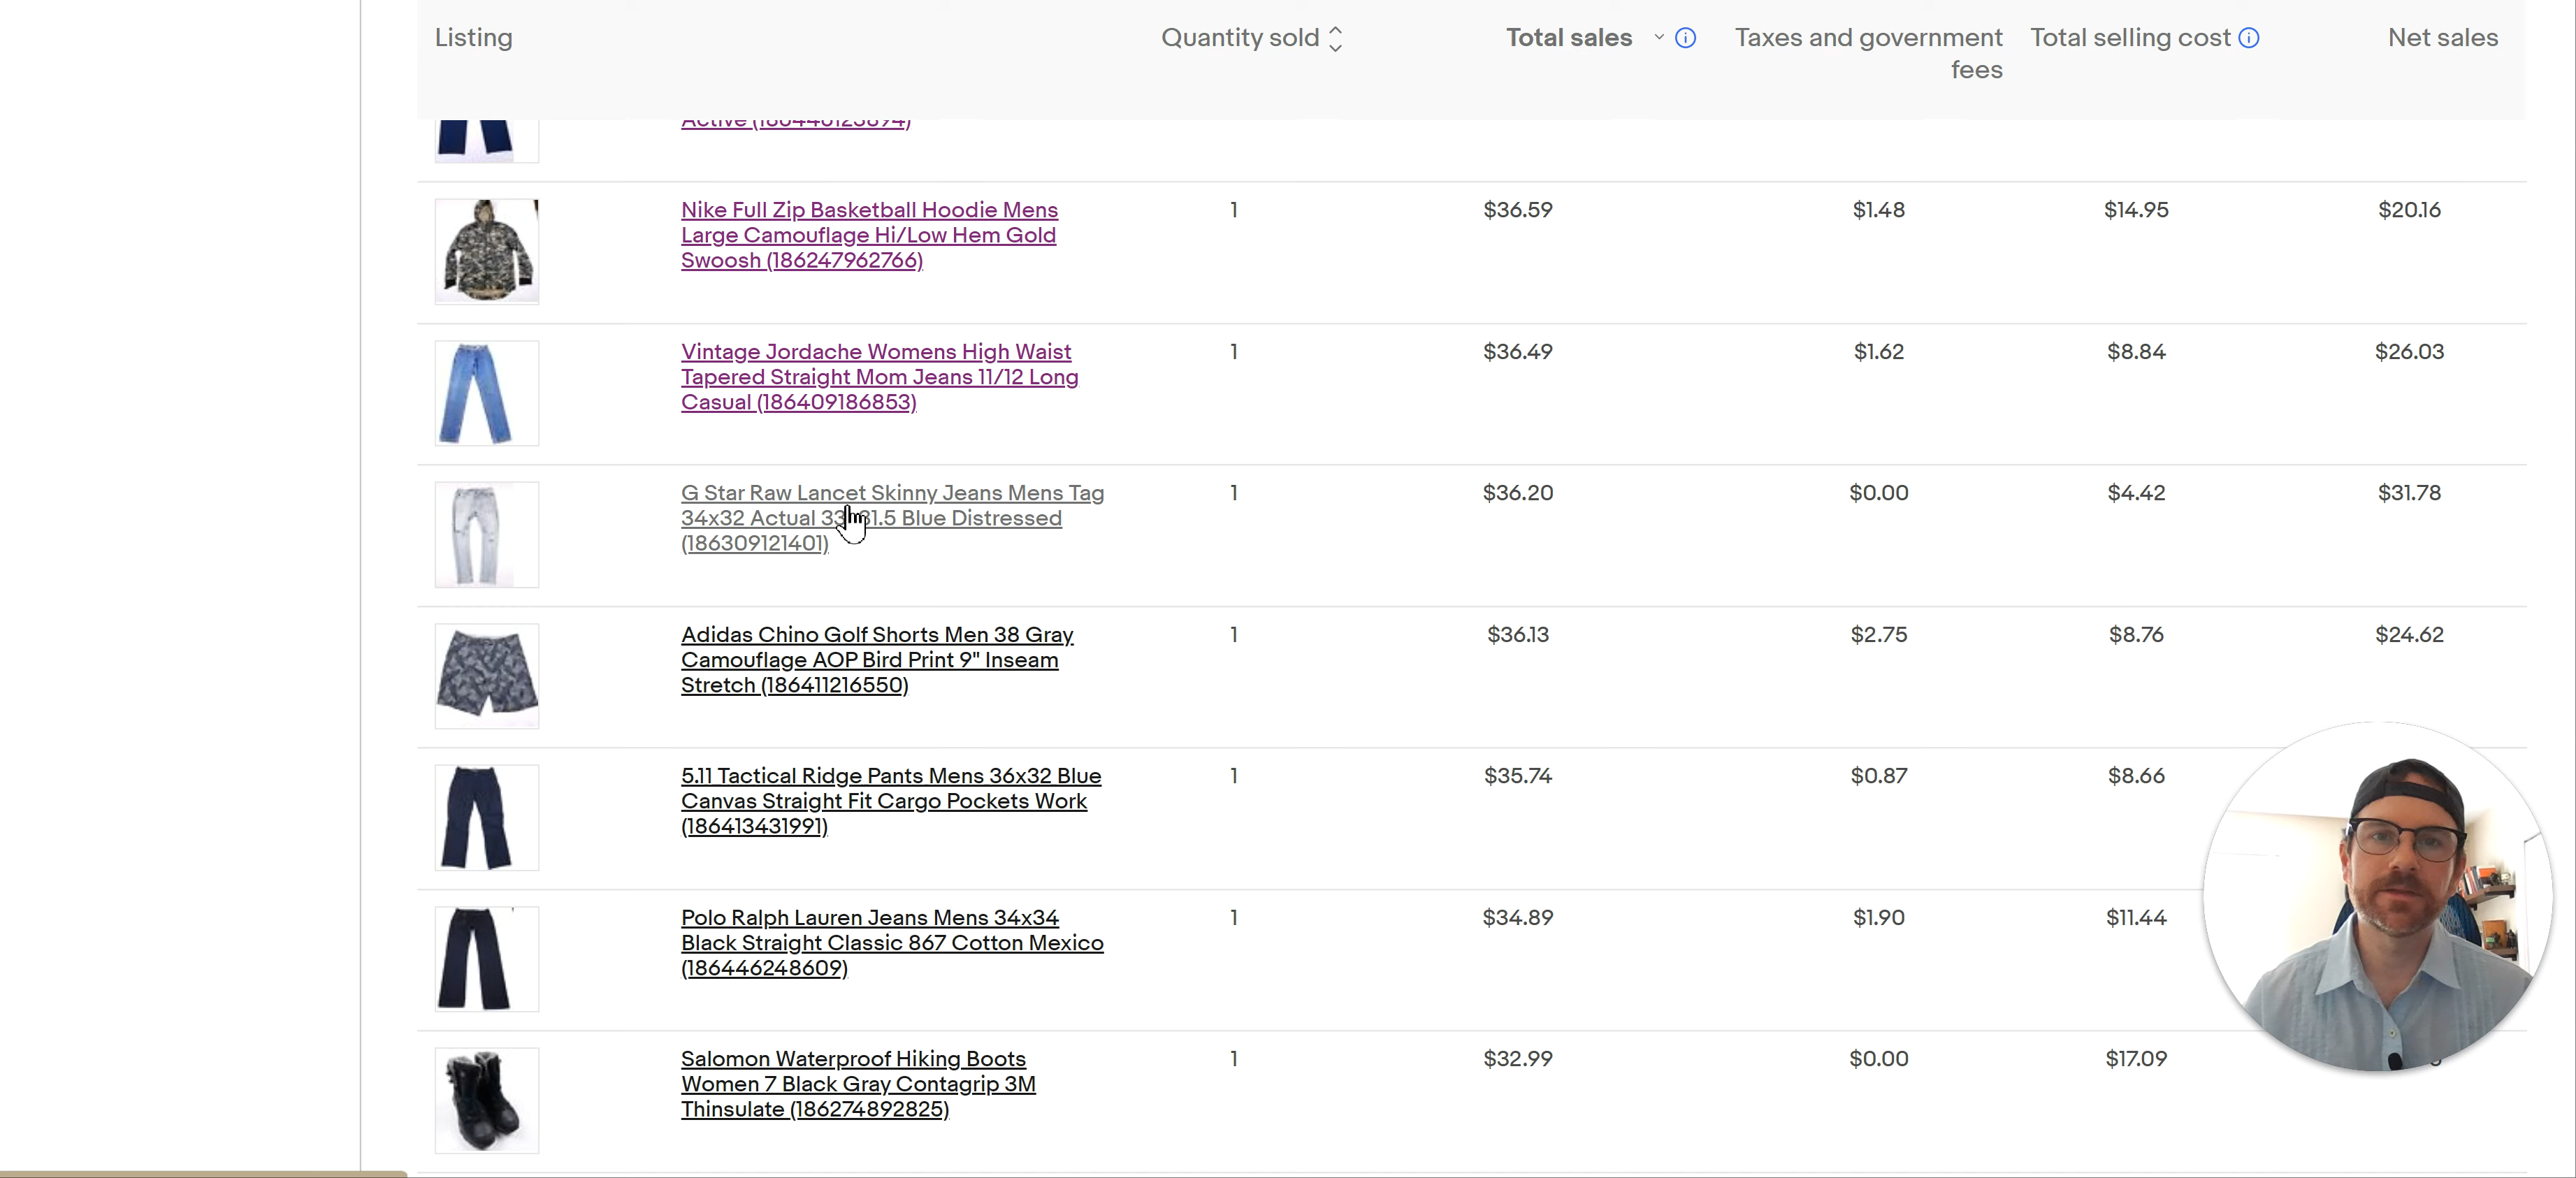 Listing Quantity sold Total sales Taxes and government fees Total selling cost Net sales
Active (186446123894)
Nike Full Zip Basketball Hoodie Mens 1 $36.59 $1.48 $14.95 $20.16
Large Camouflage Hi/Low Hem Gold
Swoosh (186247962766)
Vintage Jordache Womens High Waist 1 $36.49 $1.62 $8.84 $26.03
Tapered Straight Mom Jeans 11/12 Long
Casual (186409186853)
G Star Raw Lancet Skinny Jeans Mens Tag 1 $36.20 $0.00 $4.42 $31.78
34x32 Actual 31.5 Blue Distressed
(186309121401)
Adidas Chino Golf Shorts Men 38 Gray 1 $36.13 $2.75 $8.76 $24.62
Camouflage AOP Bird Print 9" Inseam
Stretch (186411216550)
5.11 Tactical Ridge Pants Mens 36x32 Blue 1 $35.74 $0.87 $8.66
Canvas Straight Fit Cargo Pockets Work
(186413431991)
Polo Ralph Lauren Jeans Mens 34x34 1 $34.89 $1.90 $11.44
Black Straight Classic 867 Cotton Mexico
(186446248609)
Salomon Waterproof Hiking Boots 1 $32.99 $0.00 $17.09
Women 7 Black Gray Contagrip 3M
Thinsulate (186274892825)